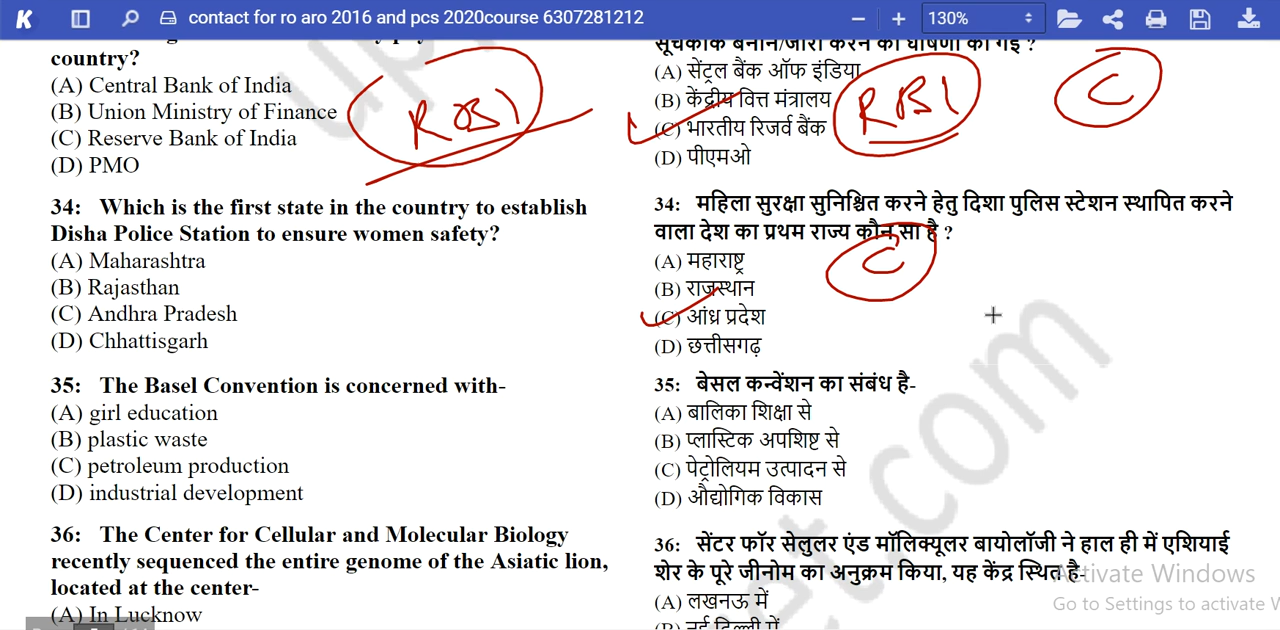 contact for ro aro 2016 and pcs 2020course 6307281212
130%
country?
(A) Central Bank of India
(B) Union Ministry of Finance
(C) Reserve Bank of India
(D) PMO
RBI
34: Which is the first state in the country to establish
Disha Police Station to ensure women safety?
(A) Maharashtra
(B) Rajasthan
(C) Andhra Pradesh
(D) Chhattisgarh
35: The Basel Convention is concerned with-
(A) girl education
(B) plastic waste
(C) petroleum production
(D) industrial development
36: The Center for Cellular and Molecular Biology
recently sequenced the entire genome of the Asiatic lion,
located at the center-
(A) In Lucknow
सूचकांक बनाने/जारी करने की घोषणा की गई ?
(A) सेंट्रल बैंक ऑफ इंडिया
(B) केंद्रीय वित्त मंत्रालय
(C) भारतीय रिजर्व बैंक
(D) पीएमओ
RBI
C
34: महिला सुरक्षा सुनिश्चित करने हेतु दिशा पुलिस स्टेशन स्थापित करने
वाला देश का प्रथम राज्य कौन सा है ?
(A) महाराष्ट्र
(B) राजस्थान
(C) आंध्र प्रदेश
(D) छत्तीसगढ़
C
35: बेसल कन्वेंशन का संबंध है-
(A) बालिका शिक्षा से
(B) प्लास्टिक अपशिष्ट से
(C) पेट्रोलियम उत्पादन से
(D) औद्योगिक विकास
36: सेंटर फॉर सेलुलर एंड मॉलिक्यूलर बायोलॉजी ने हाल ही में एशियाई
शेर के पूरे जीनोम का अनुक्रम किया, यह केंद्र स्थित है-
(A) लखनऊ में
(B) नई दिल्ली में
Activate Windows
Go to Settings to activate